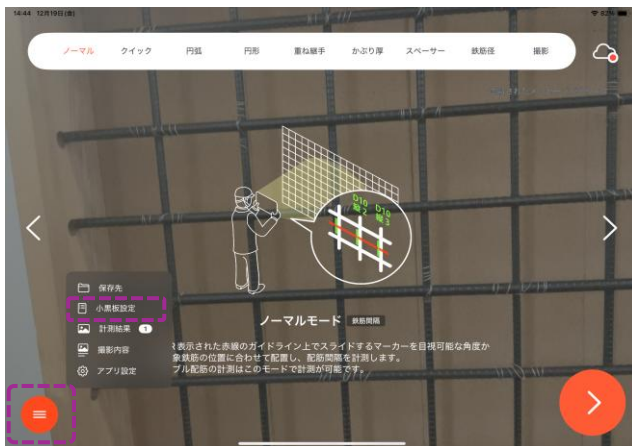 14:44 12月19日(金)
82%
ノーマル クイック 円弧 円形 重ね継手 かぶり厚 スペーサー 鉄筋径 撮影
D10
縦2
D10
縦3
保存先
小黒板設定
計測結果 1
撮影内容
アプリ設定
ノーマルモード 鉄筋間隔
表示された赤線のガイドライン上でスライドするマーカーを目視可能な角度か
象鉄筋の位置に合わせて配置し、配筋間隔を計測します。
ブル配筋の計測はこのモードで計測が可能です。